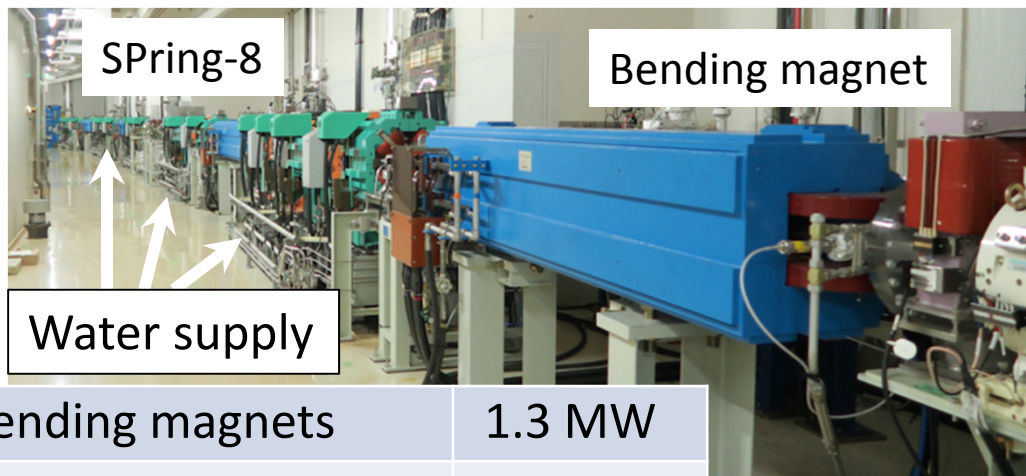 SPring-8
Bending magnet
Water supply
ending magnets
1.3 MW